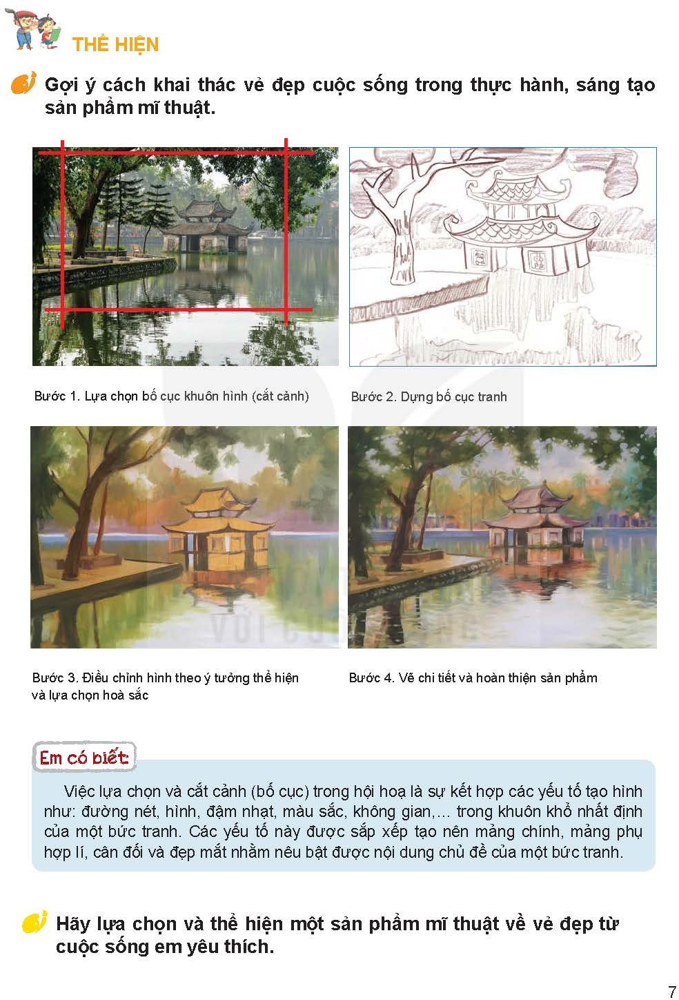 THỂ HIỆN
Gợi ý cách khai thác vẻ đẹp cuộc sống trong thực hành, sáng tạo
sản phẩm mĩ thuật.
Bước 1. Lựa chọn bố cục khuôn hình (cắt cảnh)
Bước 2. Dựng bố cục tranh
Bước 3. Điều chỉnh hình theo ý tưởng thể hiện
và lựa chọn hoà sắc
Bước 4. Vẽ chi tiết và hoàn thiện sản phẩm
Em có biết:
Việc lựa chọn và cắt cảnh (bố cục) trong hội hoạ là sự kết hợp các yếu tố tạo hình
như: đường nét, hình, đậm nhạt, màu sắc, không gian,... trong khuôn khổ nhất định
của một bức tranh. Các yếu tố này được sắp xếp tạo nên mảng chính, mảng phụ
hợp lí, cân đối và đẹp mắt nhằm nêu bật được nội dung chủ đề của một bức tranh.
Hãy lựa chọn và thể hiện một sản phẩm mĩ thuật về vẻ đẹp từ
cuộc sống em yêu thích.
7